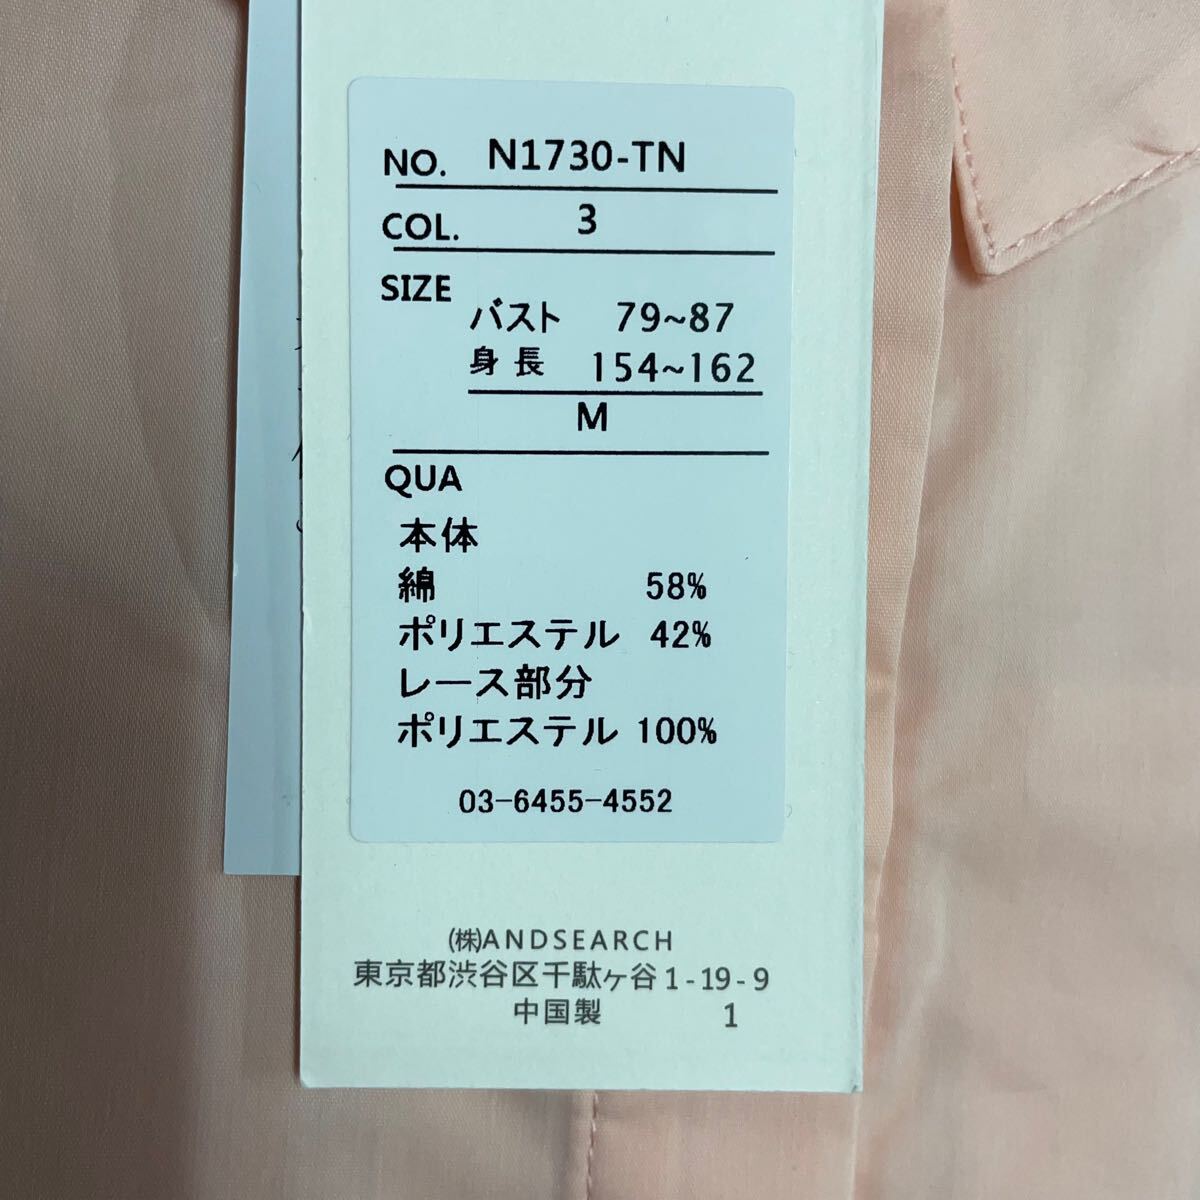 NO. N1730-TN
COL. 3
SIZE
バスト 79~87
身長 154~162
M
QUA
本体
綿 58%
ポリエステル 42%
レース部分
ポリエステル 100%
03-6455-4552
㈱ANDSEARCH
東京都渋谷区千駄ヶ谷1-19-9
中国製 1